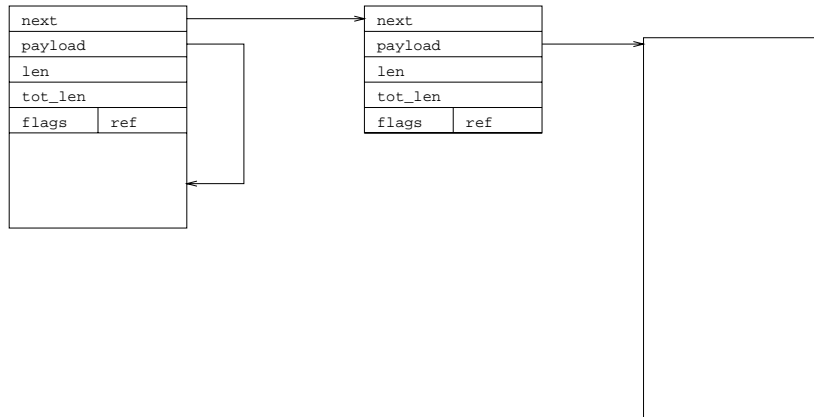 next
payload
len
tot_len
flags ref
next
payload
len
tot_len
flags ref